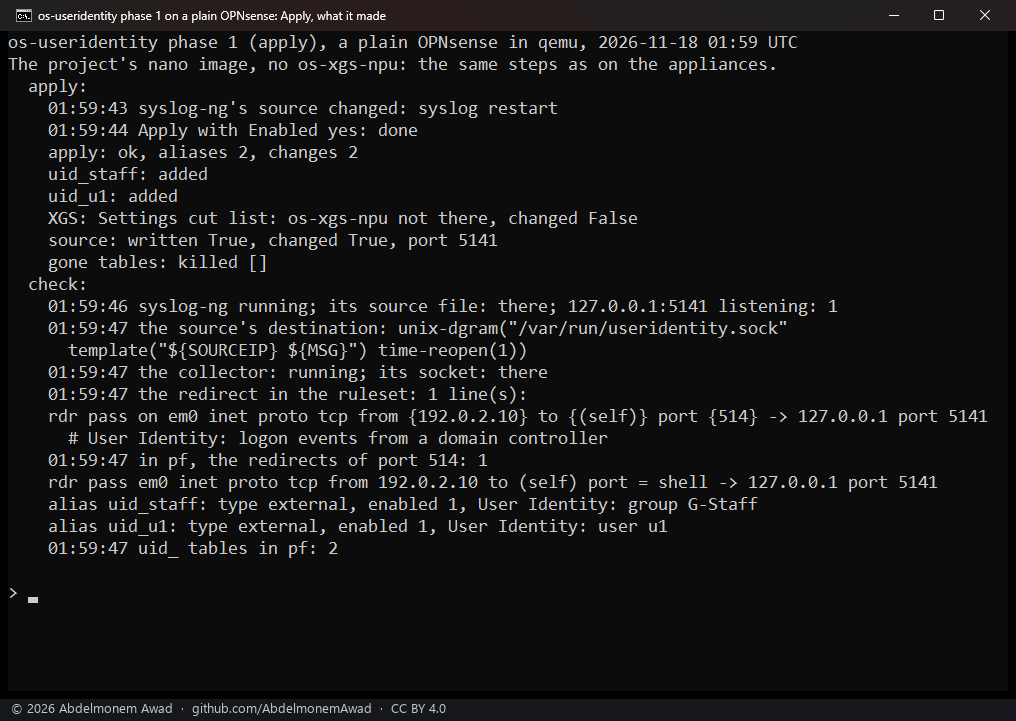 os-useridentity phase 1 on a plain OPNsense: Apply, what it made
os-useridentity phase 1 (apply), a plain OPNsense in qemu, 2026-11-18 01:59 UTC
The project's nano image, no os-xgs-npu: the same steps as on the appliances.
apply:
01:59:43 syslog-ng's source changed: syslog restart
01:59:44 Apply with Enabled yes: done
apply: ok, aliases 2, changes 2
uid_staff: added
uid_u1: added
XGS: Settings cut list: os-xgs-npu not there, changed False
source: written True, changed True, port 5141
gone tables: killed []
check:
01:59:46 syslog-ng running; its source file: there; 127.0.0.1:5141 listening: 1
01:59:47 the source's destination: unix-dgram("/var/run/useridentity.sock"
template("${SOURCEIP} ${MSG}") time-reopen(1))
01:59:47 the collector: running; its socket: there
01:59:47 the redirect in the ruleset: 1 line(s):
rdr pass on em0 inet proto tcp from {192.0.2.10} to {(self)} port {514} -> 127.0.0.1 port 5141
# User Identity: logon events from a domain controller
01:59:47 in pf, the redirects of port 514: 1
rdr pass em0 inet proto tcp from 192.0.2.10 to (self) port = shell -> 127.0.0.1 port 5141
alias uid_staff: type external, enabled 1, User Identity: group G-Staff
alias uid_u1: type external, enabled 1, User Identity: user u1
01:59:47 uid_ tables in pf: 2
>
© 2026 Abdelmonem Awad · github.com/AbdelmonemAwad · CC BY 4.0